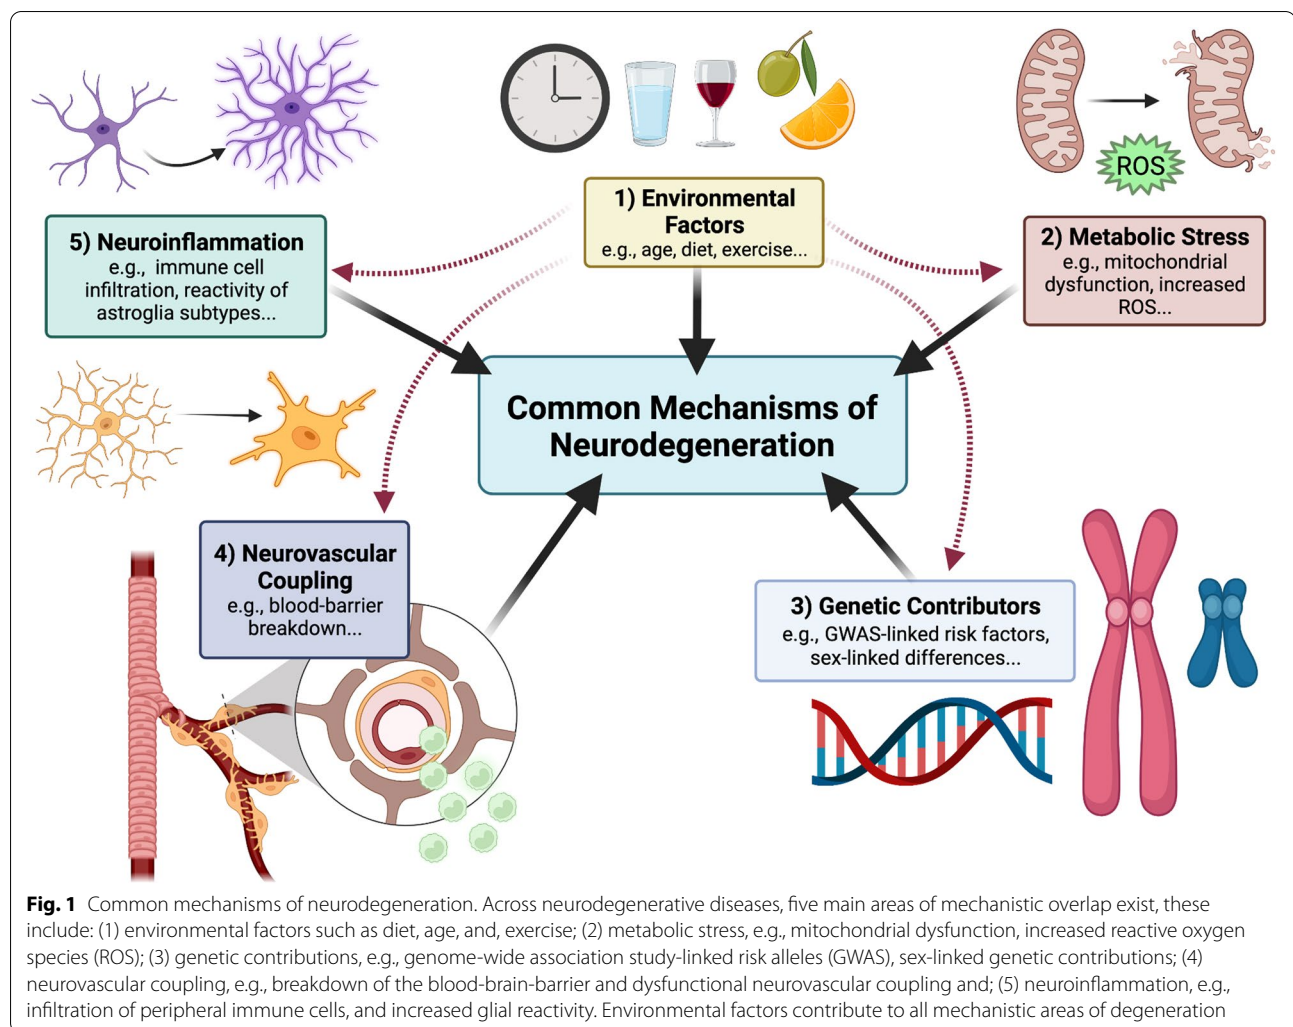 1) Environmental
Factors
e.g., age, diet, exercise...
ROS
2) Metabolic Stress
e.g., mitochondrial
dysfunction, increased
ROS...
5) Neuroinflammation
e.g.,  immune cell
infiltration, reactivity of
astroglia subtypes...
Common Mechanisms of
Neurodegeneration
4) Neurovascular
Coupling
e.g., blood-barrier
breakdown...
3) Genetic Contributors
e.g., GWAS-linked risk factors,
sex-linked differences...
Fig. 1  Common mechanisms of neurodegeneration. Across neurodegenerative diseases, five main areas of mechanistic overlap exist, these
include: (1) environmental factors such as diet, age, and, exercise; (2) metabolic stress, e.g., mitochondrial dysfunction, increased reactive oxygen
species (ROS); (3) genetic contributions, e.g., genome-wide association study-linked risk alleles (GWAS), sex-linked genetic contributions; (4)
neurovascular coupling, e.g., breakdown of the blood-brain-barrier and dysfunctional neurovascular coupling and; (5) neuroinflammation, e.g.,
infiltration of peripheral immune cells, and increased glial reactivity. Environmental factors contribute to all mechanistic areas of degeneration